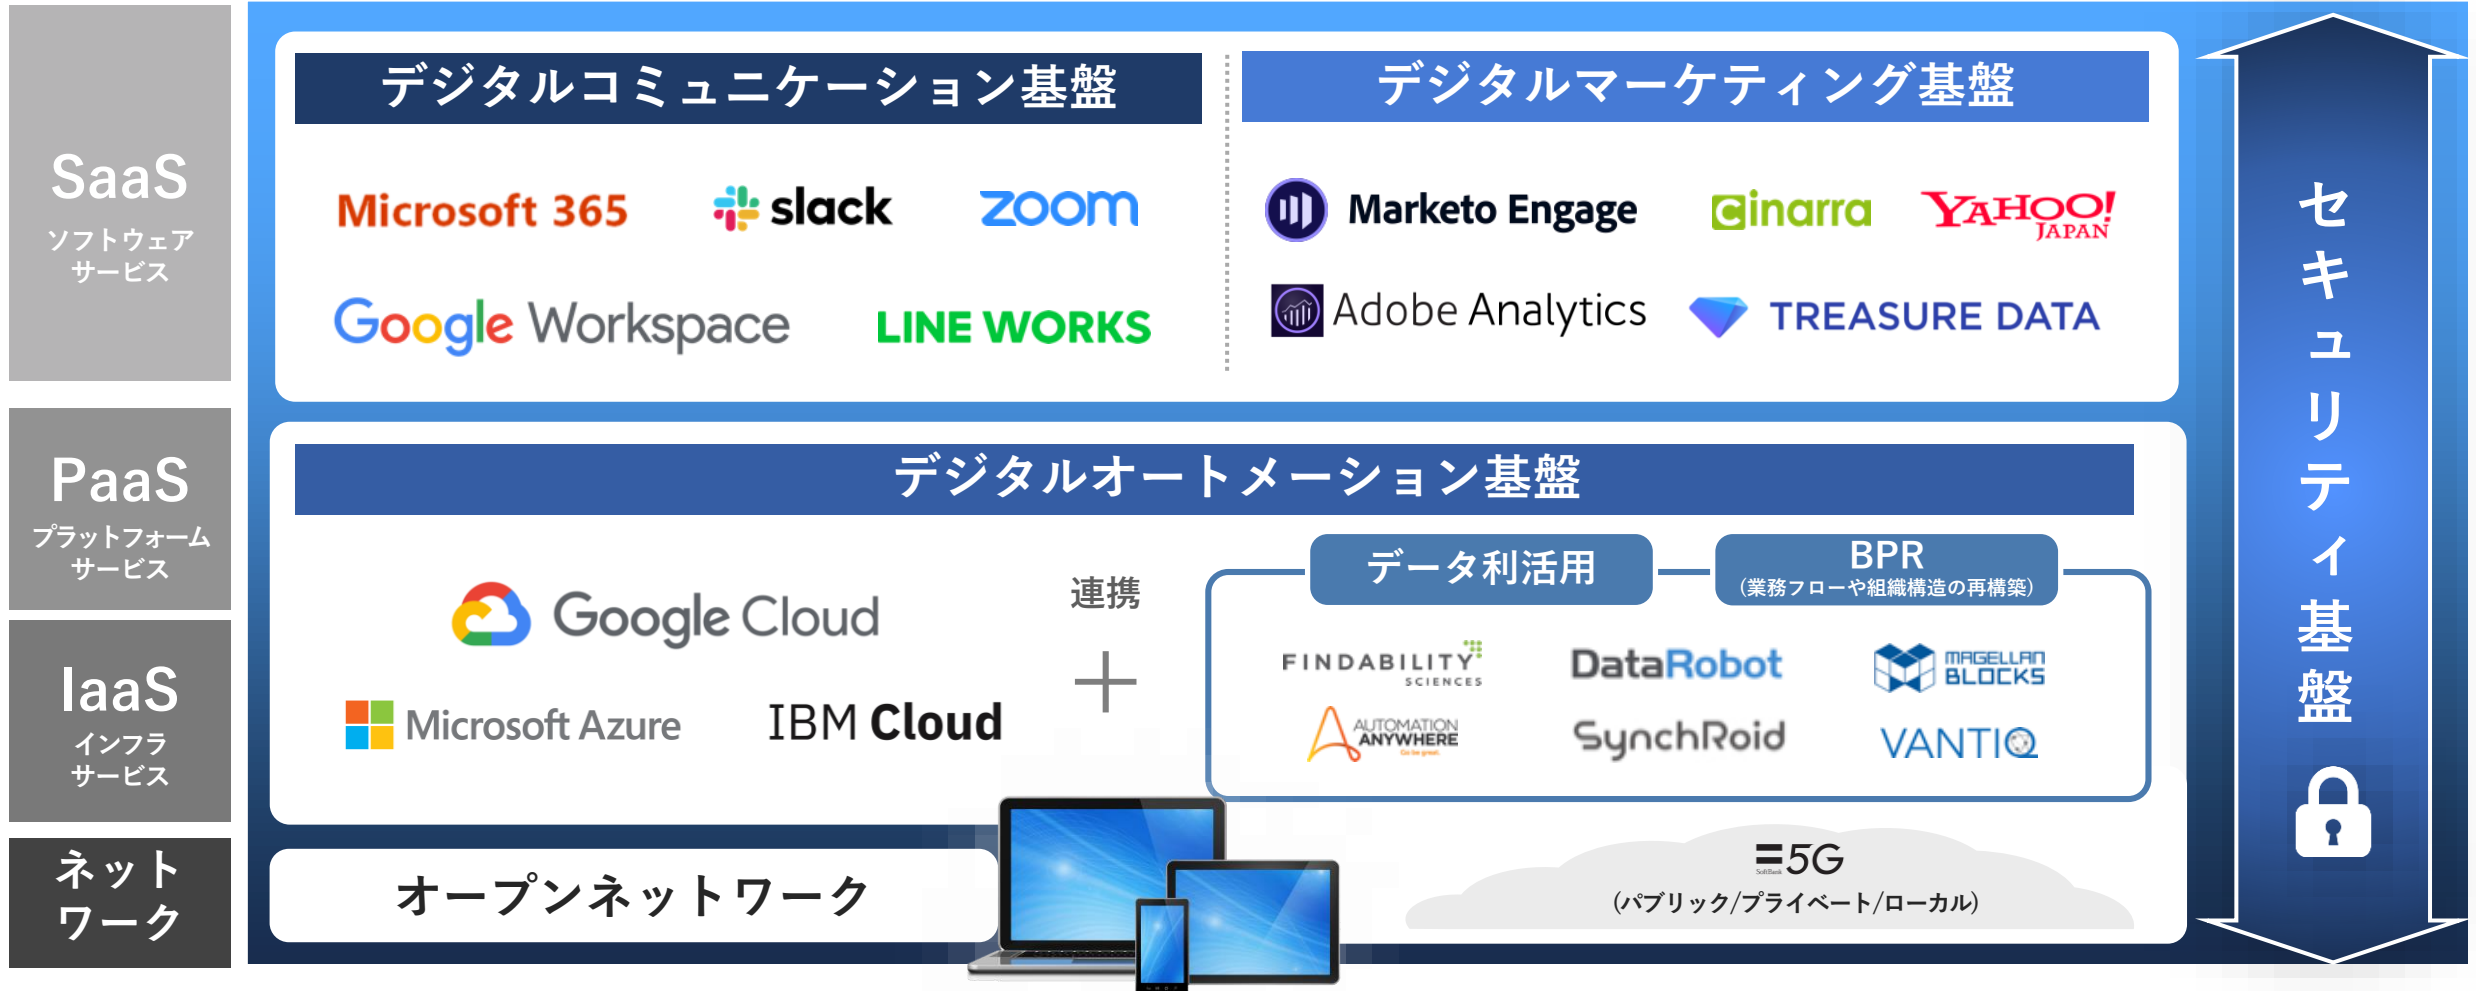 SaaS
ソフトウェア
サービス
デジタルコミュニケーション基盤
Microsoft 365
slack
zoom
Google Workspace
LINE WORKS
デジタルマーケティング基盤
Marketo Engage
cinarra
YAHOO!
JAPAN
Adobe Analytics
TREASURE DATA
PaaS
プラットフォーム
サービス
IaaS
インフラ
サービス
デジタルオートメーション基盤
Google Cloud
Microsoft Azure
IBM Cloud
連携
＋
データ利活用
BPR
(業務フローや組織構造の再構築)
FINDABILITY
SCIENCES
DataRobot
MAGELLAN
BLOCKS
AUTOMATION
ANYWHERE
Go be great.
SynchRoid
VANTIQ
ネット
ワーク
オープンネットワーク
5G
SoftBank
(パブリック/プライベート/ローカル)
セキュリティ基盤